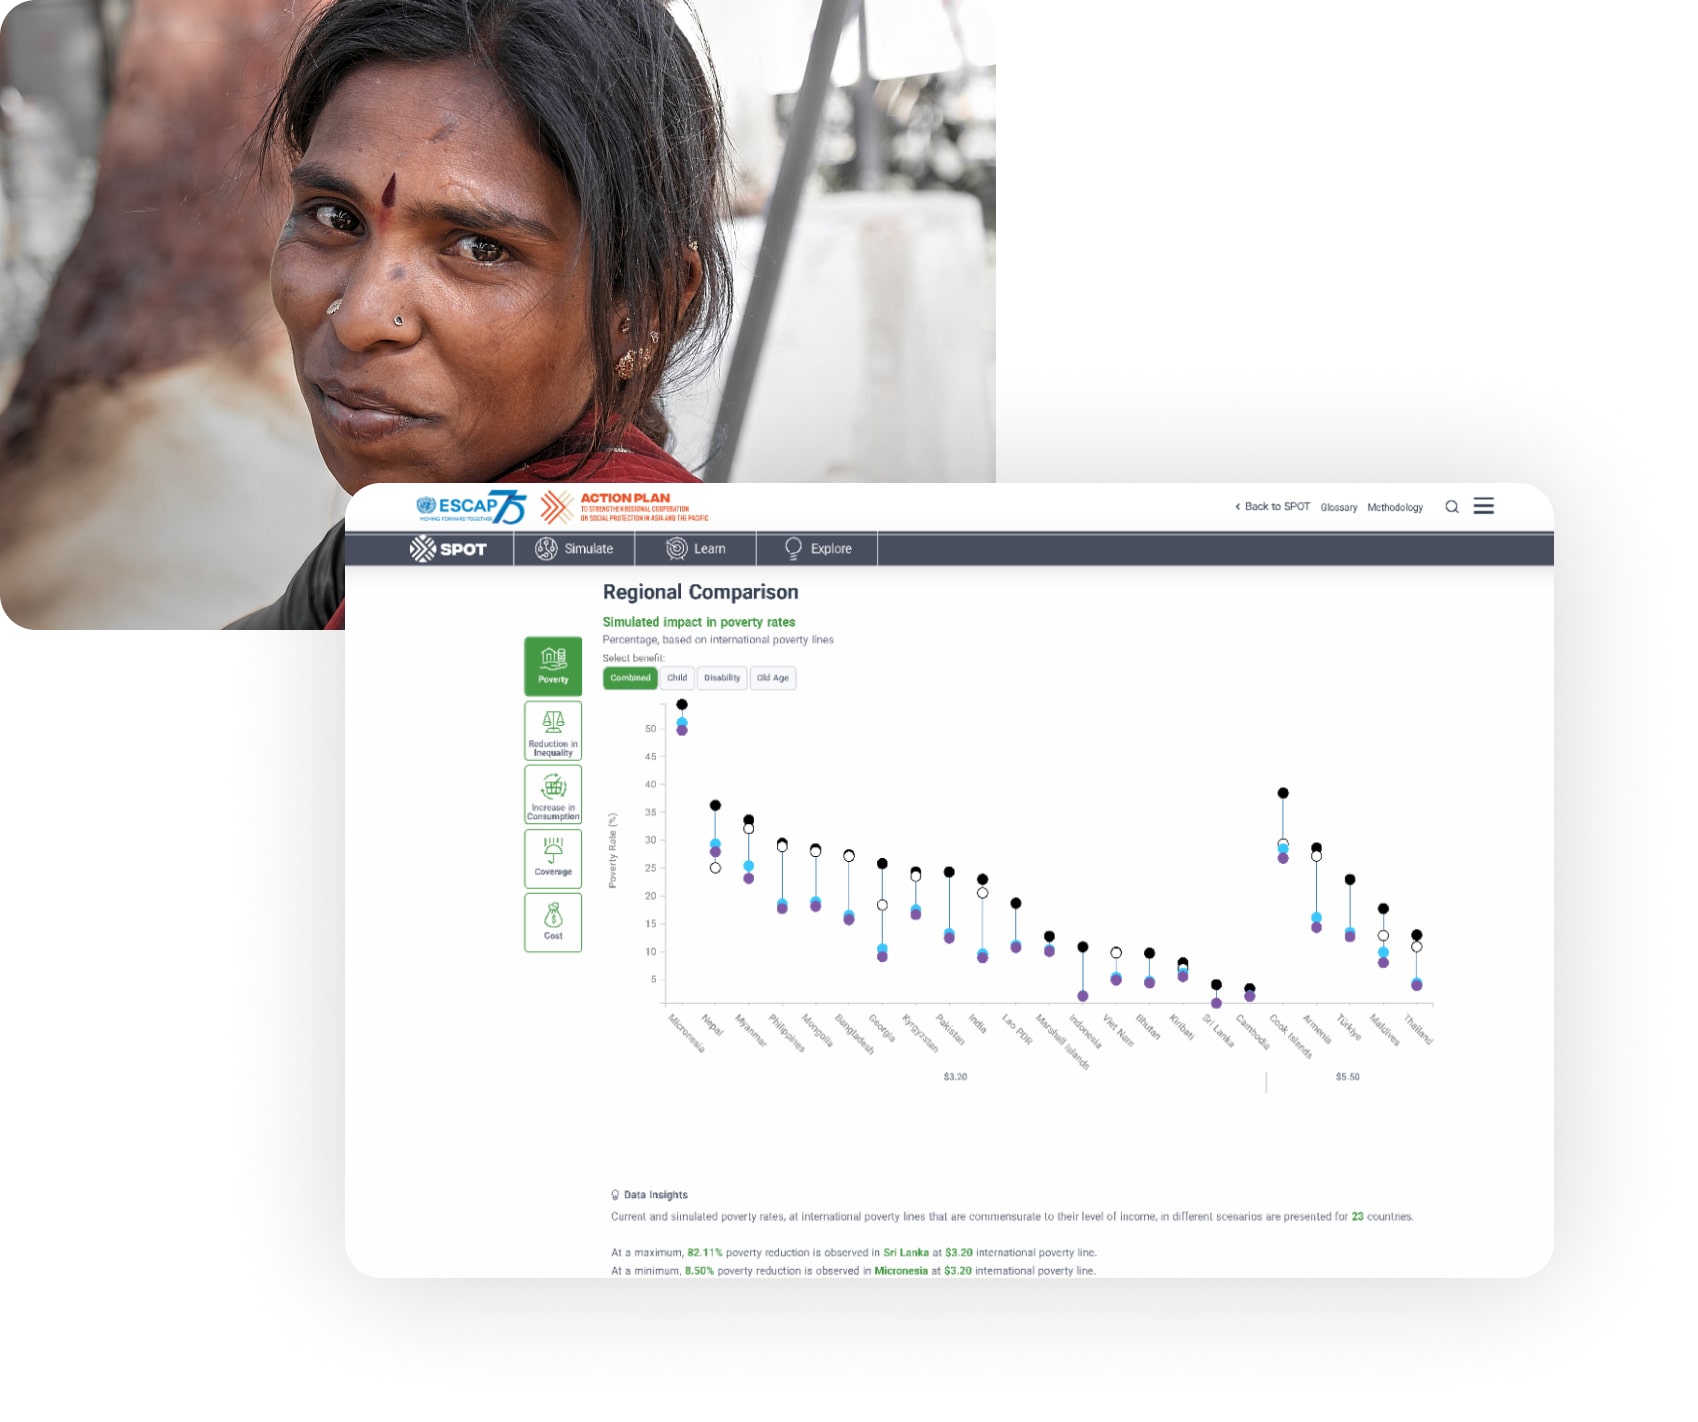 ESCAP 75
MOVING FORWARD TOGETHER
ACTION PLAN
TO STRENGTHEN REGIONAL COOPERATION
ON SOCIAL PROTECTION IN ASIA AND THE PACIFIC
‹ Back to SPOT Glossary Methodology
SPOT Simulate Learn Explore
Regional Comparison
Simulated impact in poverty rates
Percentage, based on international poverty lines
Select benefit:
Combined Child Disability Old Age
Poverty
Reduction in
Inequality
Increase in
Consumption
Coverage
Cost
Poverty Rate (%)
50
45
40
35
30
25
20
15
10
5
Micronesia
Nepal
Myanmar
Philippines
Mongolia
Bangladesh
Georgia
Kyrgyzstan
Pakistan
India
Lao PDR
Marshall Islands
Indonesia
Viet Nam
Bhutan
Kiribati
Sri Lanka
Cambodia
Cook Islands
Armenia
Türkiye
Maldives
Thailand
$3.20 $5.50
Data Insights
Current and simulated poverty rates, at international poverty lines that are commensurate to their level of income, in different scenarios are presented for 23 countries.
At a maximum, 82.11% poverty reduction is observed in Sri Lanka at $3.20 international poverty line.
At a minimum, 8.50% poverty reduction is observed in Micronesia at $3.20 international poverty line.